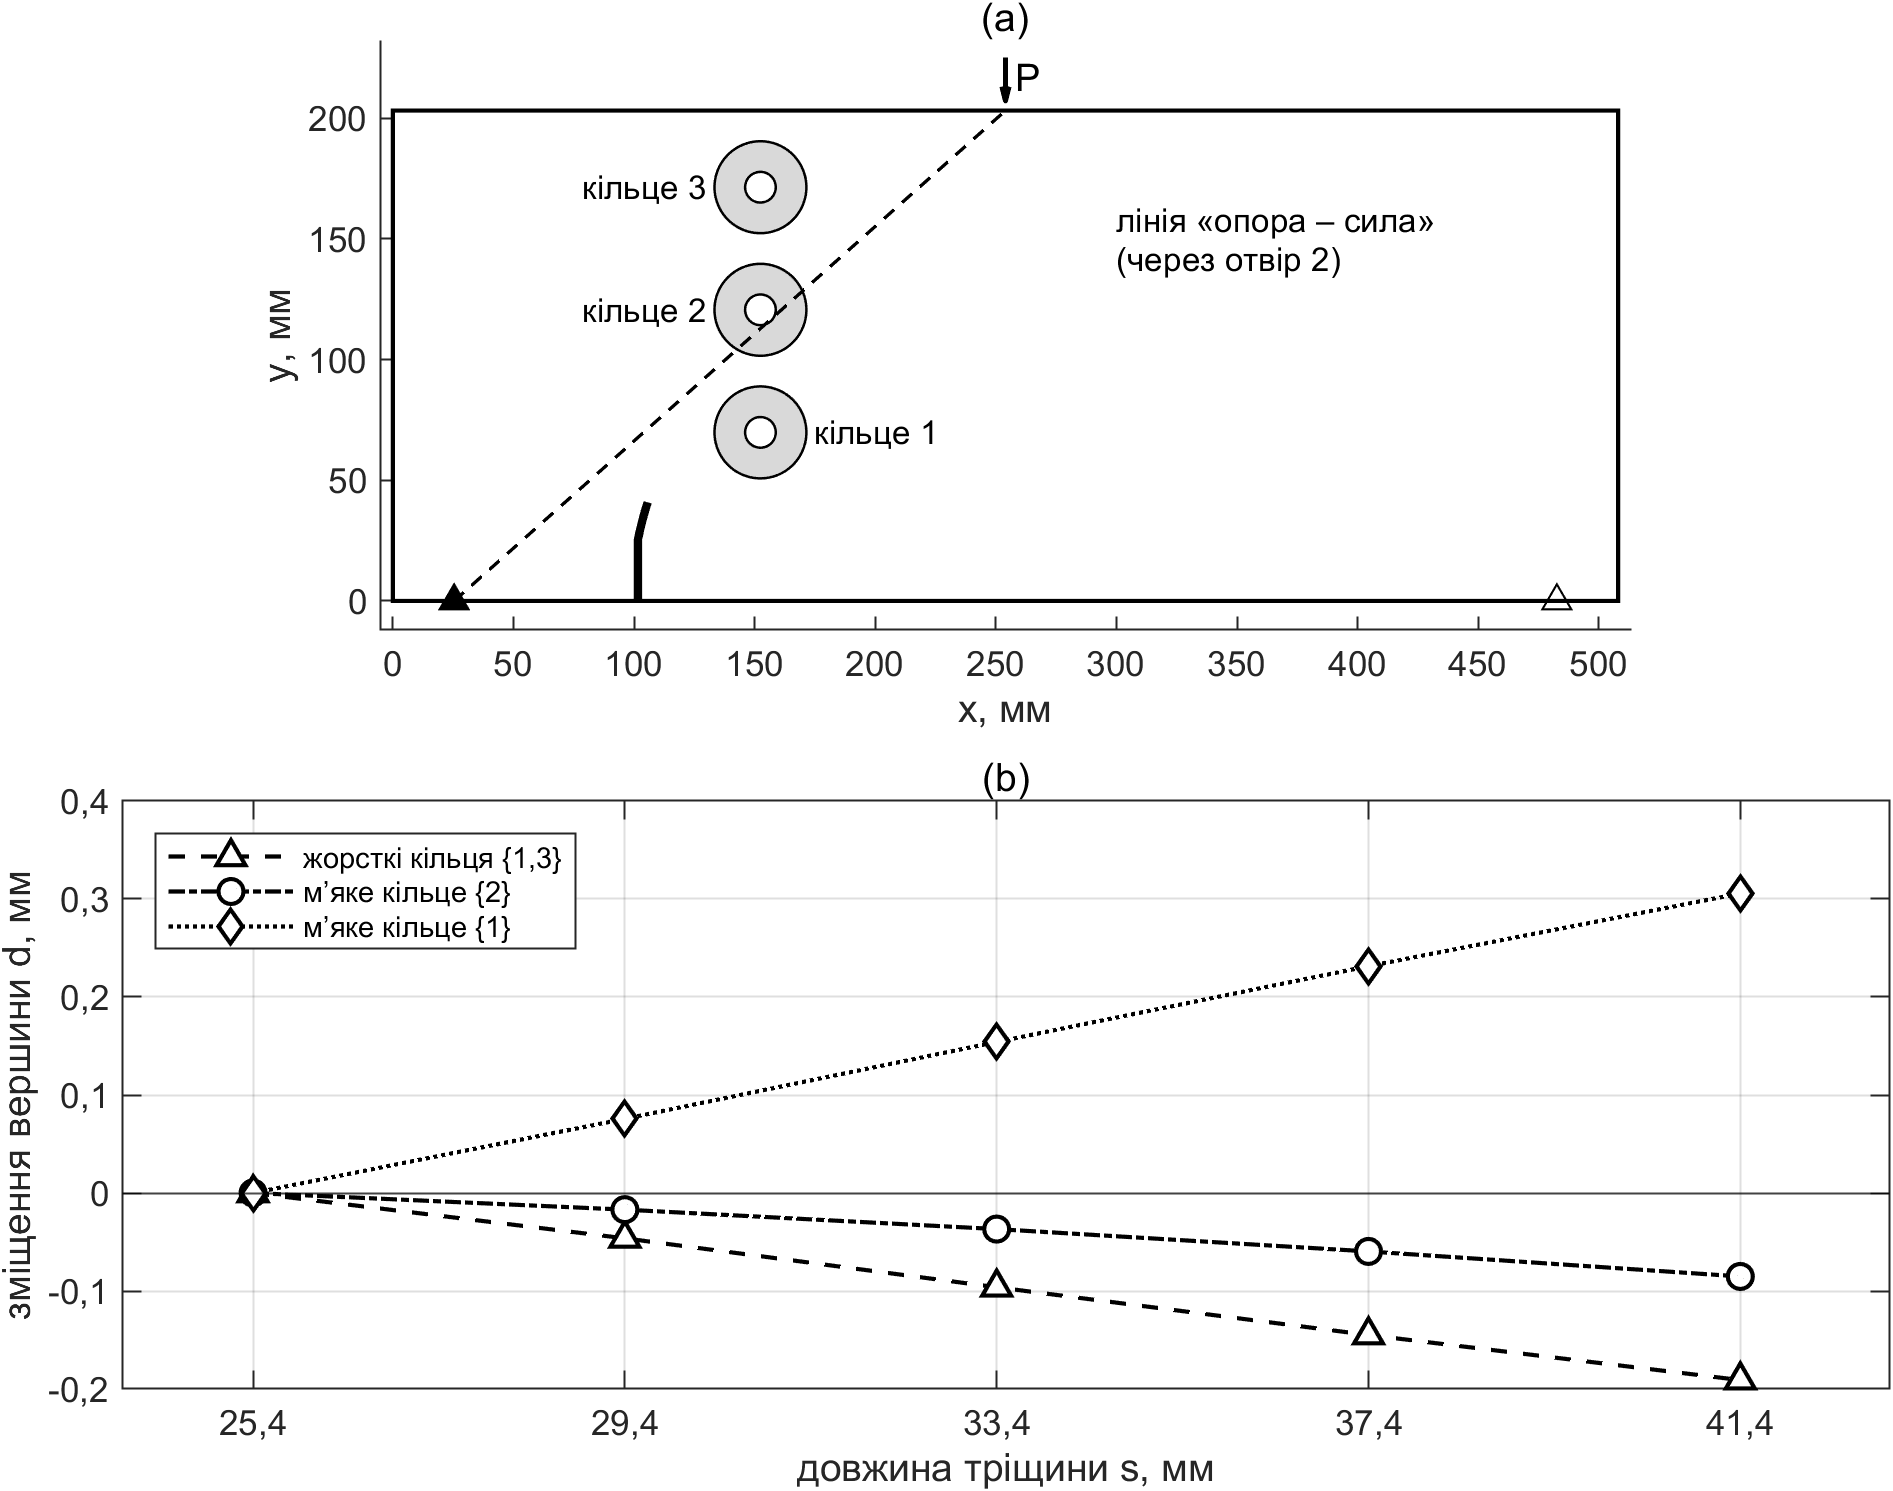 (a)
P
200
150
100
50
0
y, мм
кільце 3
кільце 2
кільце 1
лінія «опора – сила»
(через отвір 2)
0 50 100 150 200 250 300 350 400 450 500
x, мм
(b)
0,4
0,3
0,2
0,1
0
-0,1
-0,2
зміщення вершини d, мм
жорсткі кільця {1,3}
м’яке кільце {2}
м’яке кільце {1}
25,4 29,4 33,4 37,4 41,4
довжина тріщини s, мм